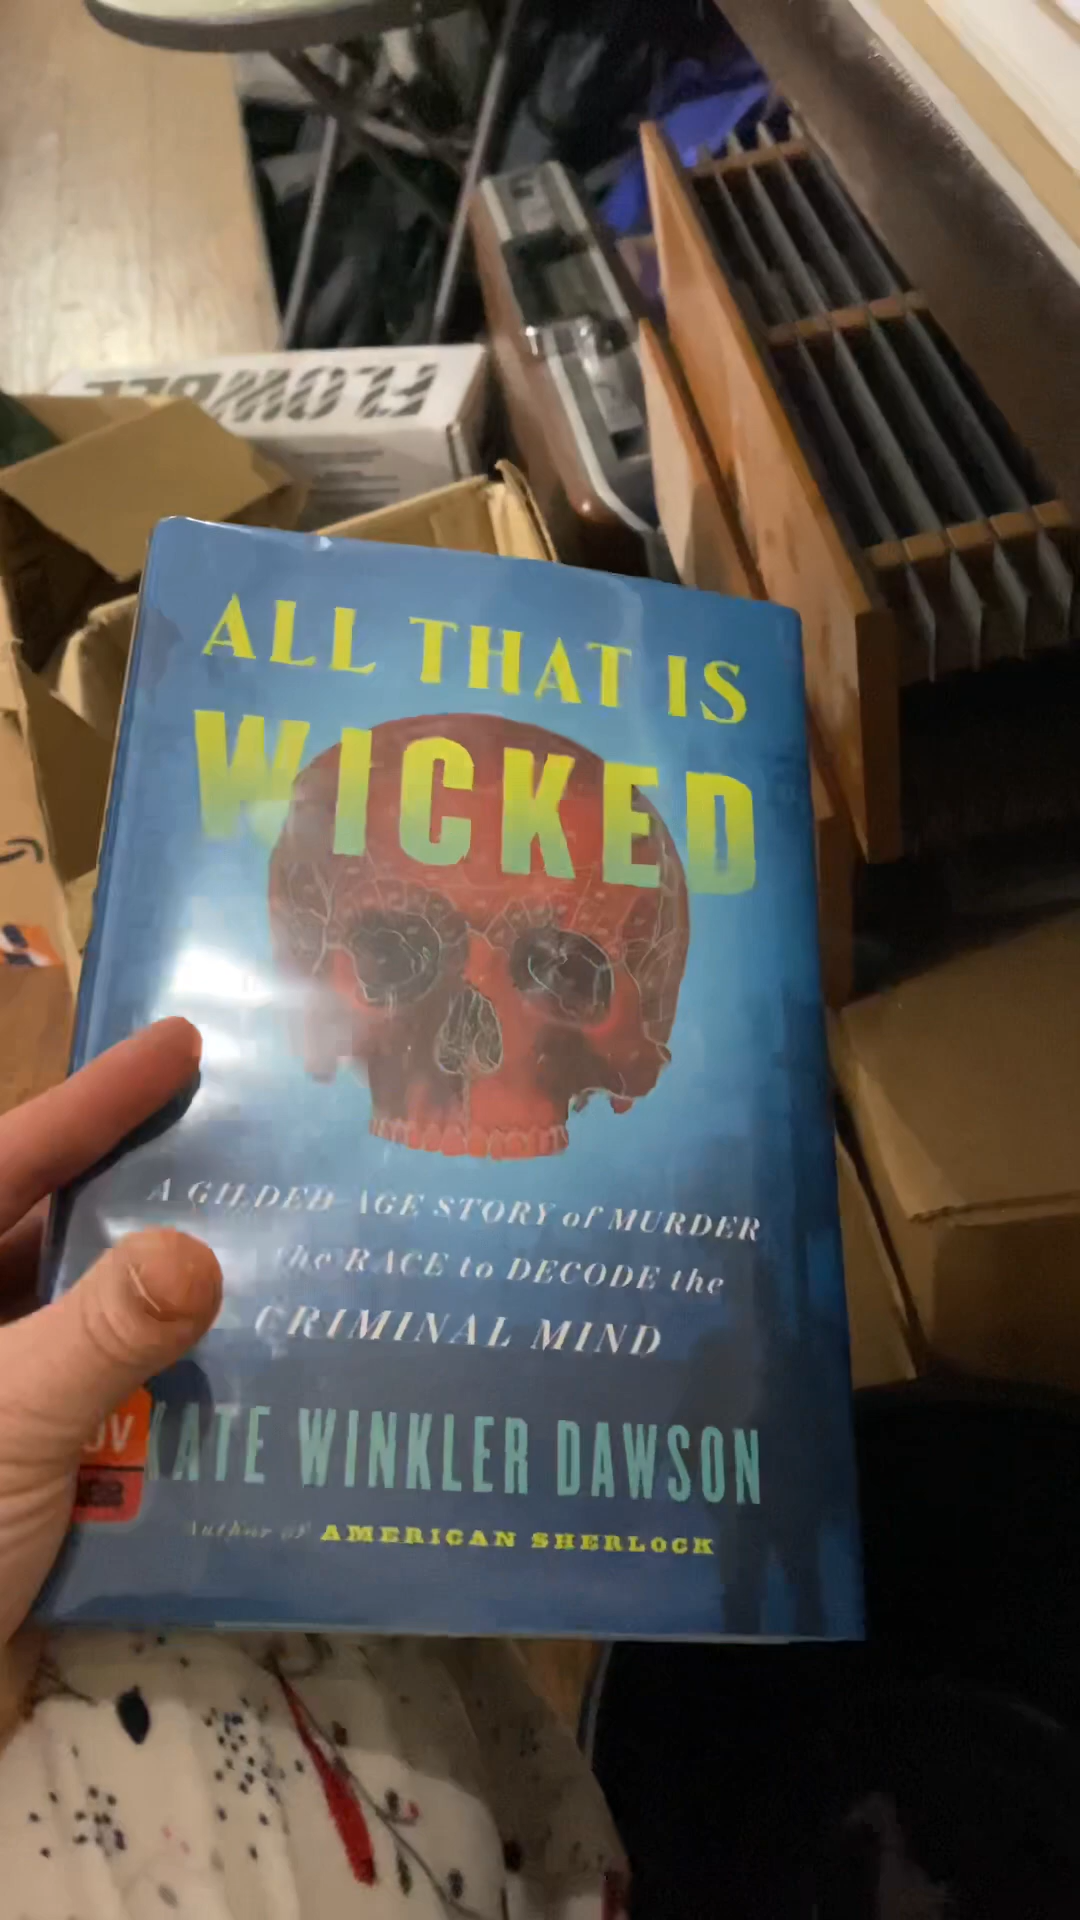 FLOWBEE
ALL THAT IS
WICKED
A GILDED AGE STORY of MURDER
the RACE to DECODE the
CRIMINAL MIND
OV
KATE WINKLER DAWSON
Author of AMERICAN SHERLOCK